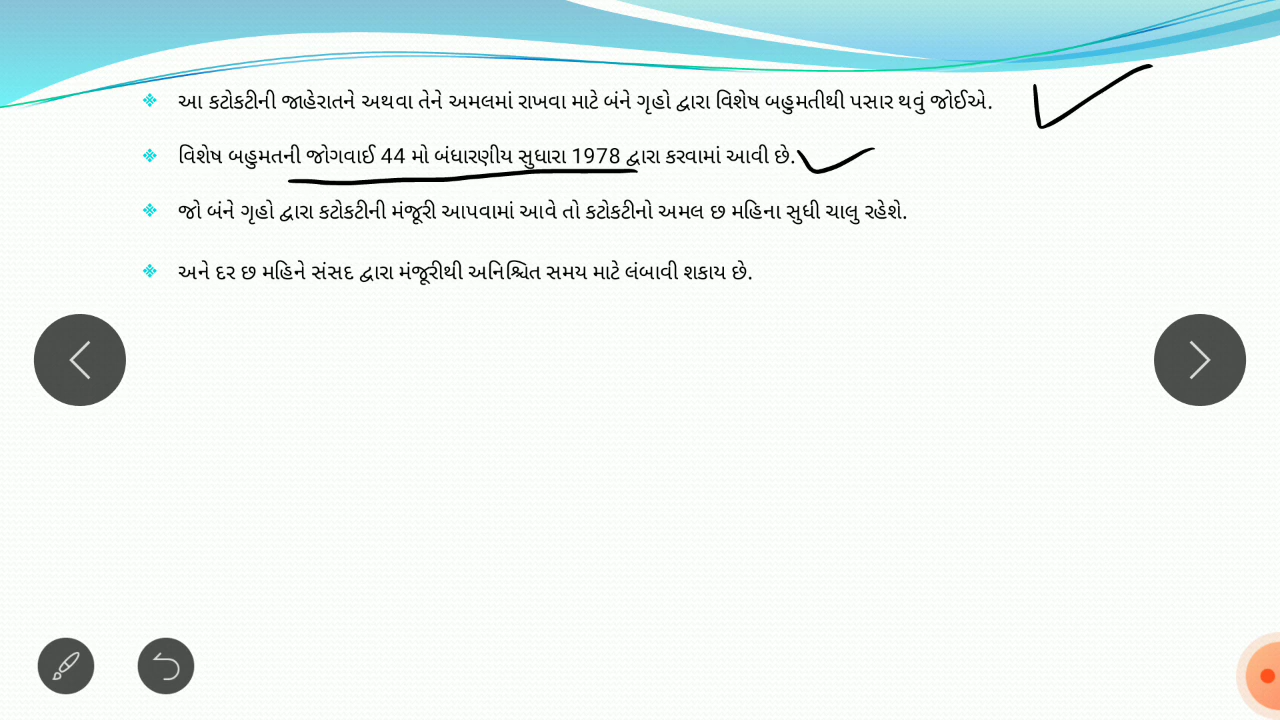 આ કટોકટીની જાહેરાતને અથવા તેને અમલમાં રાખવા માટે બંને ગૃહો દ્વારા વિશેષ બહુમતીથી પસાર થવું જોઈએ.
વિશેષ બહુમતની જોગવાઈ 44 મો બંધારણીય સુધારા 1978 દ્વારા કરવામાં આવી છે.
જો બંને ગૃહો દ્વારા કટોકટીની મંજૂરી આપવામાં આવે તો કટોકટીનો અમલ છ મહિના સુધી ચાલુ રહેશે.
અને દર છ મહિને સંસદ દ્વારા મંજૂરીથી અનિશ્ચિત સમય માટે લંબાવી શકાય છે.